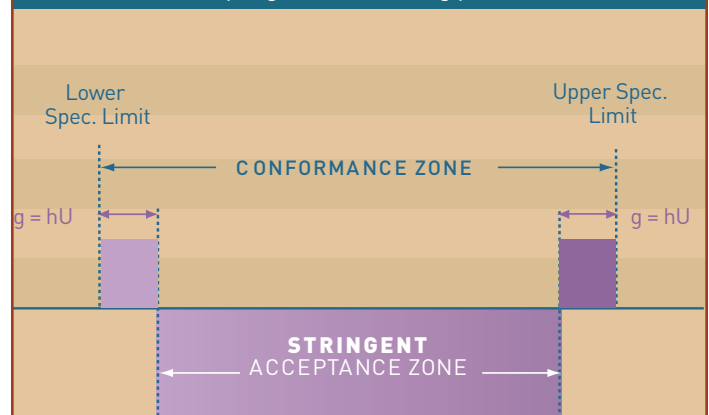 Lower
Spec. Limit
Upper Spec.
Limit
CONFORMANCE ZONE
g = hU
g = hU
STRINGENT
ACCEPTANCE ZONE